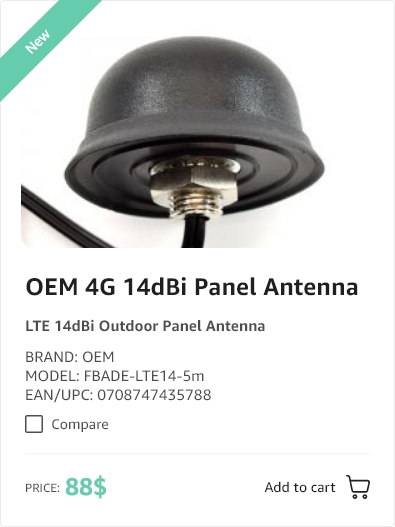 New
OEM 4G 14dBi Panel Antenna
LTE 14dBi Outdoor Panel Antenna
BRAND: OEM
MODEL: FBADE-LTE14-5m
EAN/UPC: 0708747435788
Compare
PRICE: 88$ Add to cart